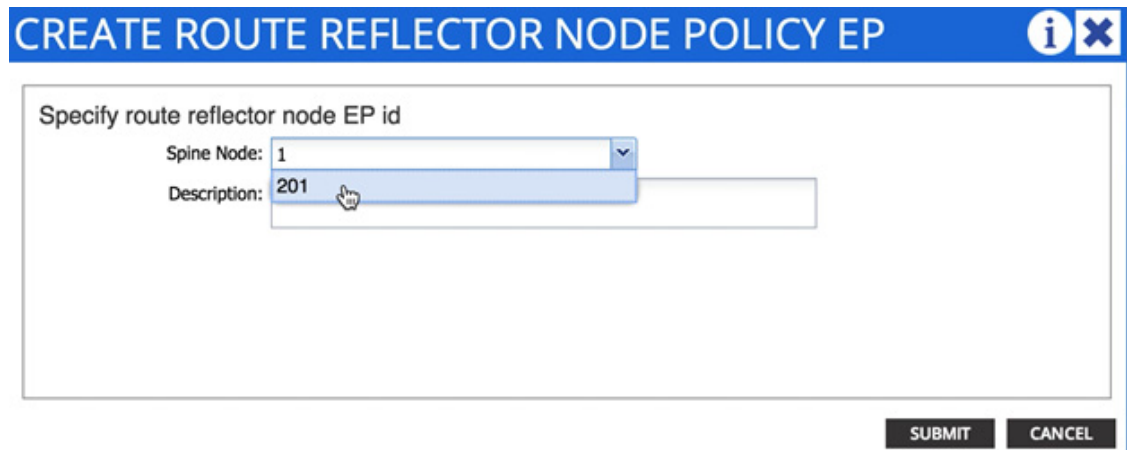 CREATE ROUTE REFLECTOR NODE POLICY EP i
Specify route reflector node EP id
Spine Node: 1
201
Description:
SUBMIT CANCEL